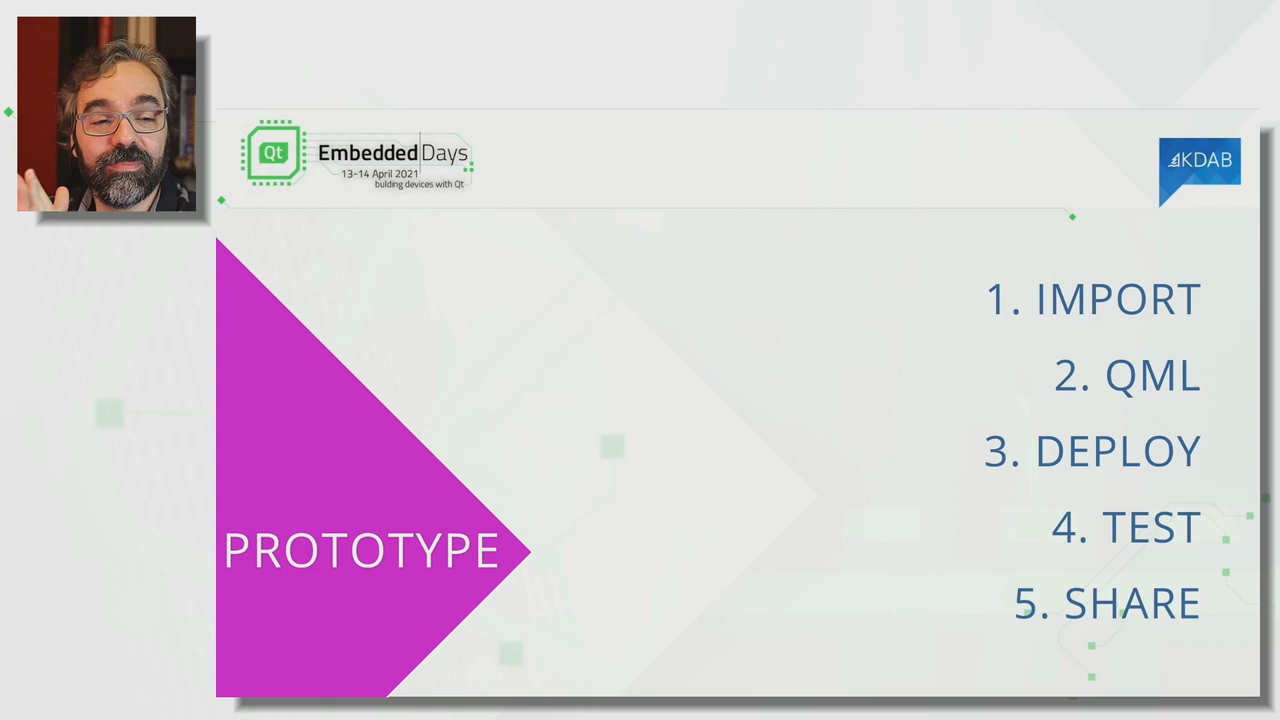 Qt
Embedded Days
13-14 April 2021
bulding devices with Qt
KDAB
1. IMPORT
2. QML
3. DEPLOY
4. TEST
5. SHARE
PROTOTYPE